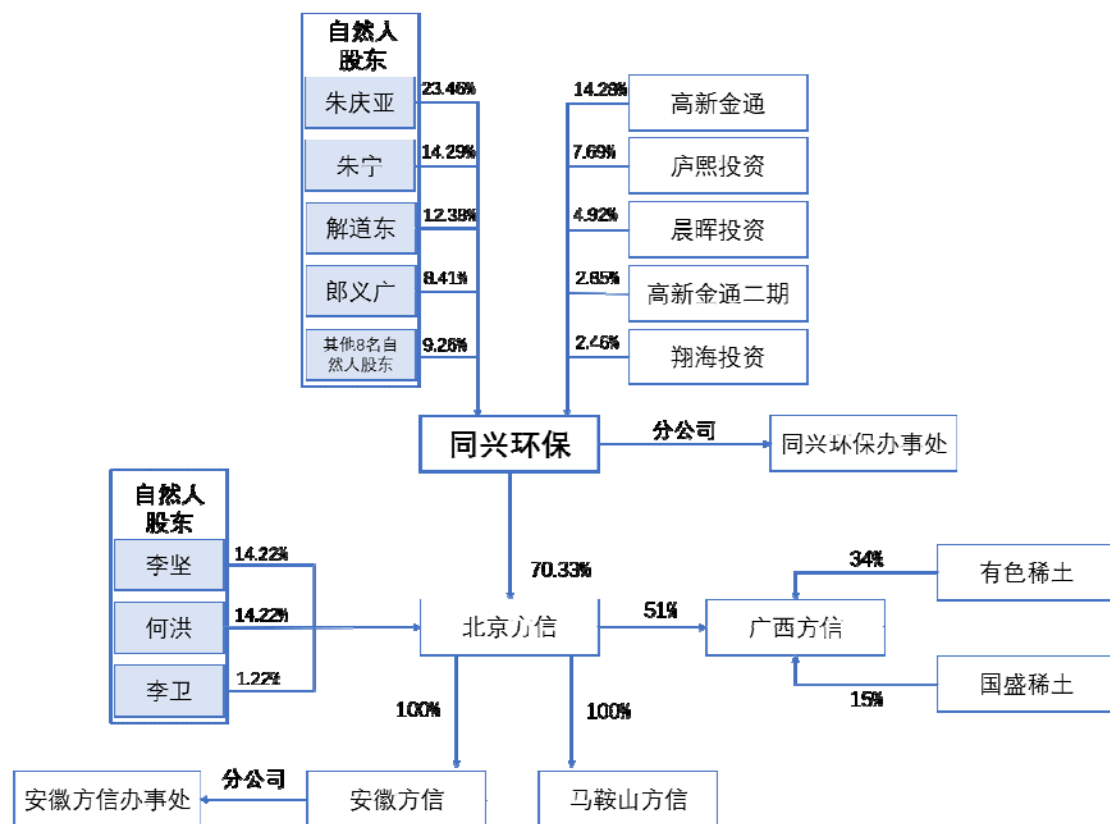 自然人
股东
朱庆亚
23.46%
14.28%
高新金通
朱宁
14.29%
7.69%
庐熙投资
解道东
12.38%
4.92%
晨晖投资
郎义广
8.41%
2.65%
高新金通二期
其他8名自
然人股东
9.26%
2.46%
翔海投资
同兴环保
分公司
同兴环保办事处
自然人
股东
李坚
14.22%
70.33%
34%
有色稀土
何洪
14.22%
北京方信
51%
广西方信
李卫
1.22%
15%
国盛稀土
100%
100%
安徽方信办事处
分公司
安徽方信
马鞍山方信